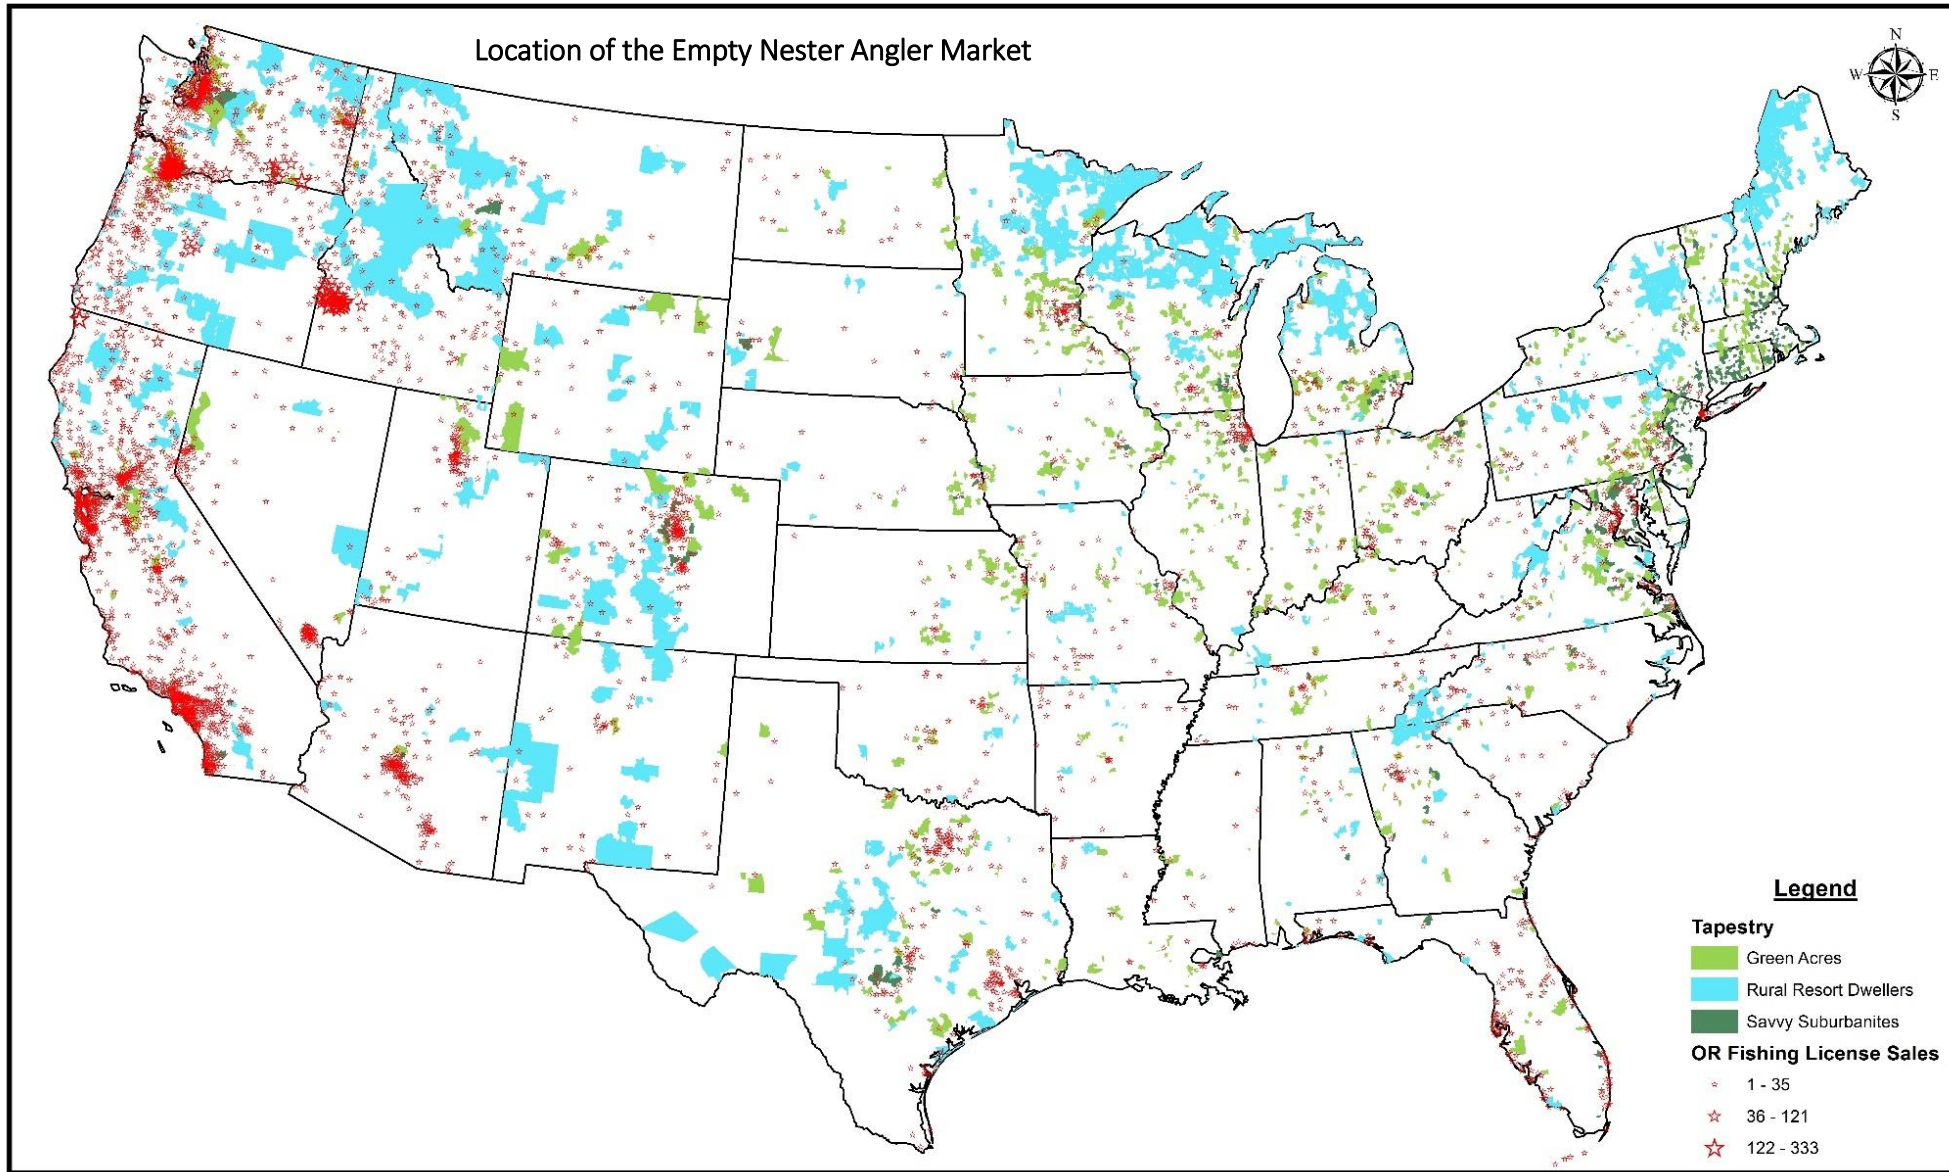 Location of the Empty Nester Angler Market
N
W E
S
Legend
Tapestry
Green Acres
Rural Resort Dwellers
Savvy Suburbanites
OR Fishing License Sales
1 - 35
36 - 121
122 - 333